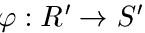 φ : R′ → S′